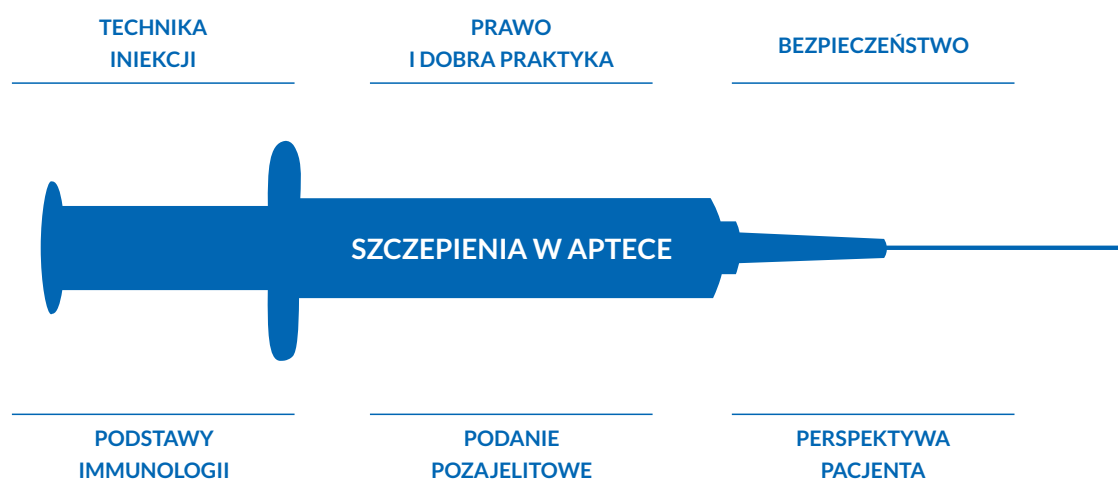 TECHNIKA
INIEKCJI
PRAWO
I DOBRA PRAKTYKA
BEZPIECZEŃSTWO
SZCZEPIENIA W APTECE
PODSTAWY
IMMUNOLOGII
PODANIE
POZAJELITOWE
PERSPEKTYWA
PACJENTA